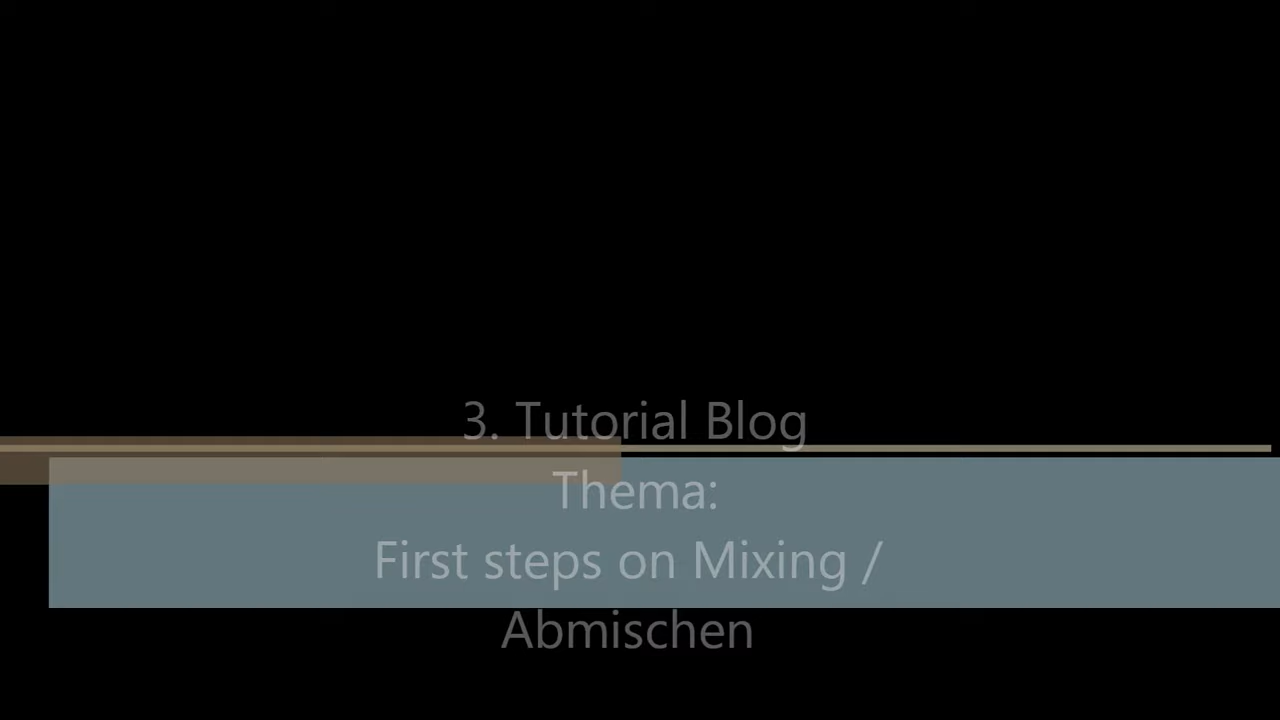 3. Tutorial Blog
Thema:
First steps on Mixing /
Abmischen